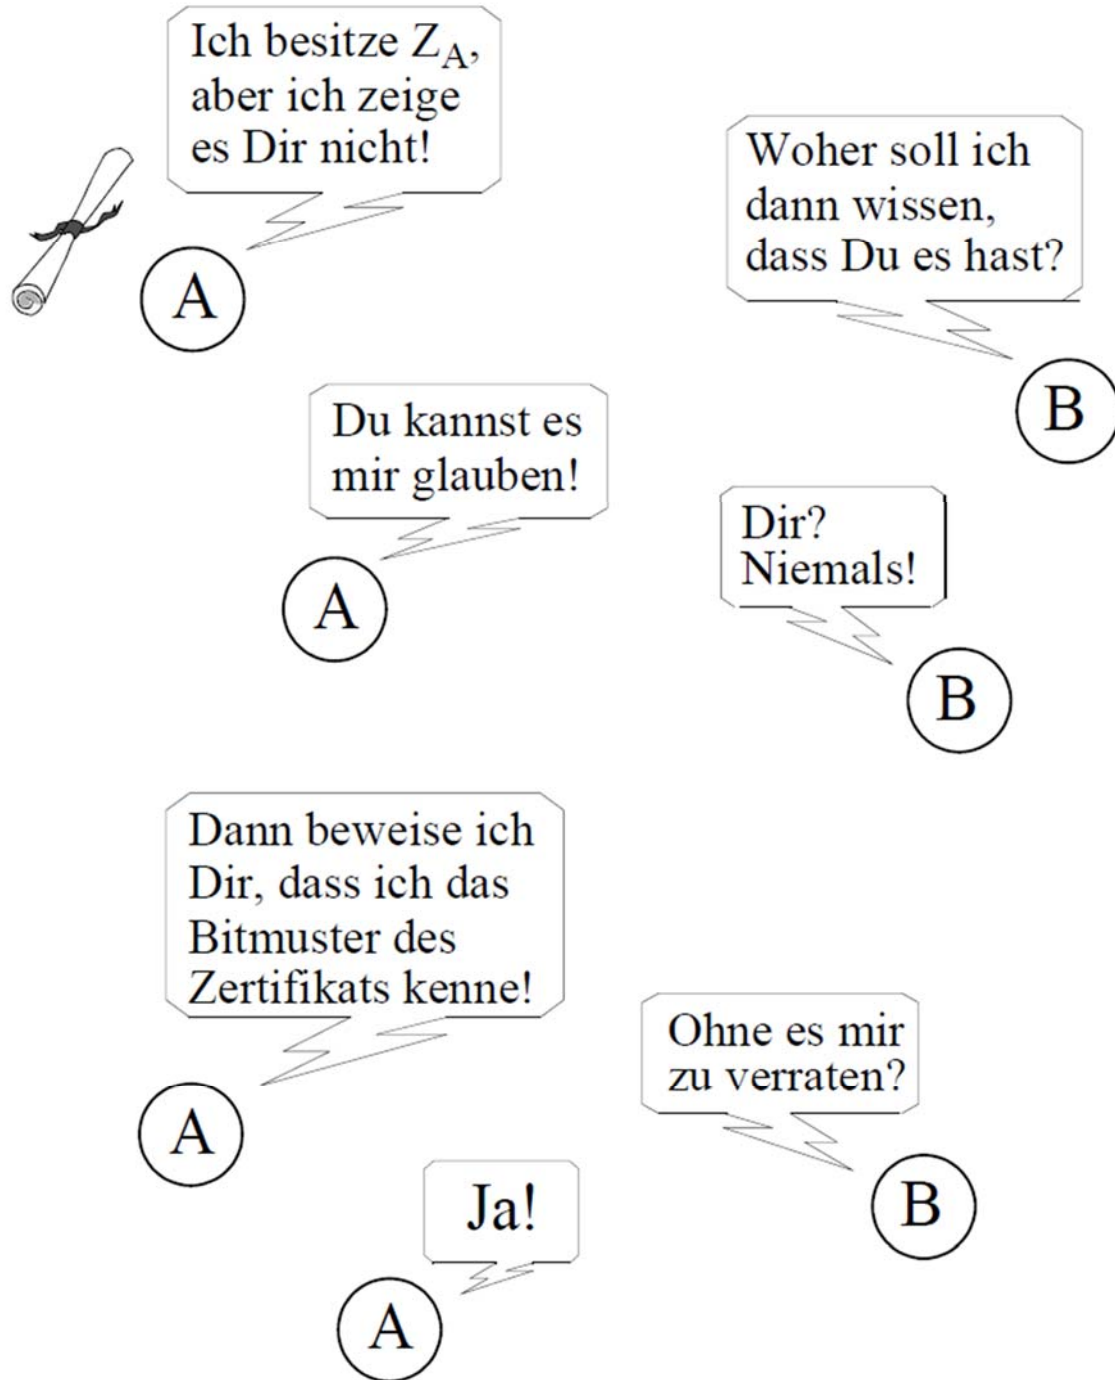 Ich besitze Z_A,
aber ich zeige
es Dir nicht!
A
Woher soll ich
dann wissen,
dass Du es hast?
B
Du kannst es
mir glauben!
A
Dir?
Niemals!
B
Dann beweise ich
Dir, dass ich das
Bitmuster des
Zertifikats kenne!
A
Ohne es mir
zu verraten?
B
Ja!
A